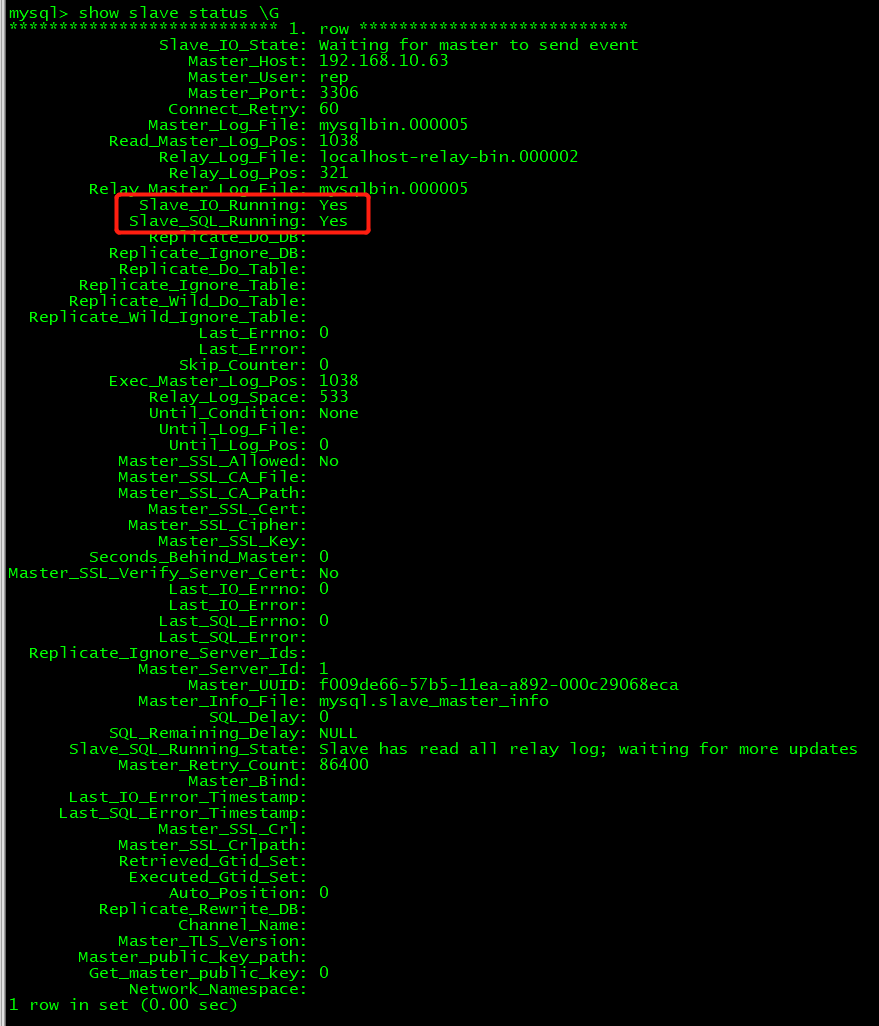 mysql> show slave status \G
*************************** 1. row ***************************
Slave_IO_State: Waiting for master to send event
Master_Host: 192.168.10.63
Master_User: rep
Master_Port: 3306
Connect_Retry: 60
Master_Log_File: mysqlbin.000005
Read_Master_Log_Pos: 1038
Relay_Log_File: localhost-relay-bin.000002
Relay_Log_Pos: 321
Relay_Master_Log_File: mysqlbin.000005
Slave_IO_Running: Yes
Slave_SQL_Running: Yes
Replicate_Do_DB:
Replicate_Ignore_DB:
Replicate_Do_Table:
Replicate_Ignore_Table:
Replicate_Wild_Do_Table:
Replicate_Wild_Ignore_Table:
Last_Errno: 0
Last_Error:
Skip_Counter: 0
Exec_Master_Log_Pos: 1038
Relay_Log_Space: 533
Until_Condition: None
Until_Log_File:
Until_Log_Pos: 0
Master_SSL_Allowed: No
Master_SSL_CA_File:
Master_SSL_CA_Path:
Master_SSL_Cert:
Master_SSL_Cipher:
Master_SSL_Key:
Seconds_Behind_Master: 0
Master_SSL_Verify_Server_Cert: No
Last_IO_Errno: 0
Last_IO_Error:
Last_SQL_Errno: 0
Last_SQL_Error:
Replicate_Ignore_Server_Ids:
Master_Server_Id: 1
Master_UUID: f009de66-57b5-11ea-a892-000c29068eca
Master_Info_File: mysql.slave_master_info
SQL_Delay: 0
SQL_Remaining_Delay: NULL
Slave_SQL_Running_State: Slave has read all relay log; waiting for more updates
Master_Retry_Count: 86400
Master_Bind:
Last_IO_Error_Timestamp:
Last_SQL_Error_Timestamp:
Master_SSL_Crl:
Master_SSL_Crlpath:
Retrieved_Gtid_Set:
Executed_Gtid_Set:
Auto_Position: 0
Replicate_Rewrite_DB:
Channel_Name:
Master_TLS_Version:
Master_public_key_path:
Get_master_public_key: 0
Network_Namespace:
1 row in set (0.00 sec)